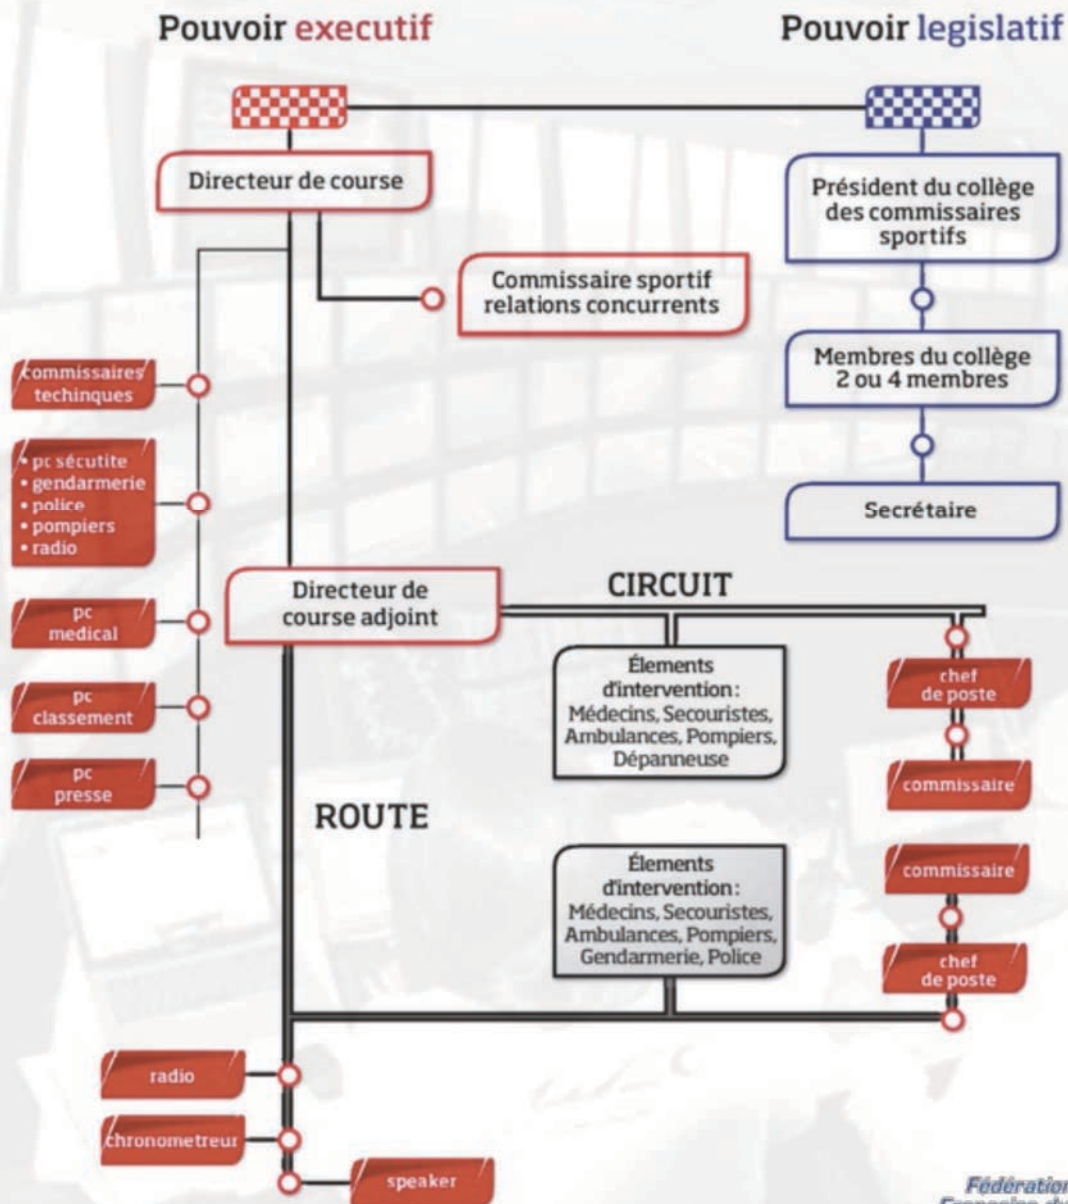 Pouvoir executif
Pouvoir legislatif
Directeur de course
Président du collège
des commissaires
sportifs
Commissaire sportif
relations concurrents
Membres du collège
2 ou 4 membres
commissaires
techinques
• pc sécutite
• gendarmerie
• police
• pompiers
• radio
Secrétaire
Directeur de
course adjoint
CIRCUIT
pc
medical
Élements
d'intervention :
Médecins, Secouristes,
Ambulances, Pompiers,
Dépanneuse
chef
de poste
pc
classement
commissaire
pc
presse
ROUTE
Élements
d'intervention :
Médecins, Secouristes,
Ambulances, Pompiers,
Gendarmerie, Police
commissaire
chef
de poste
radio
chronometreur
speaker
Fédération